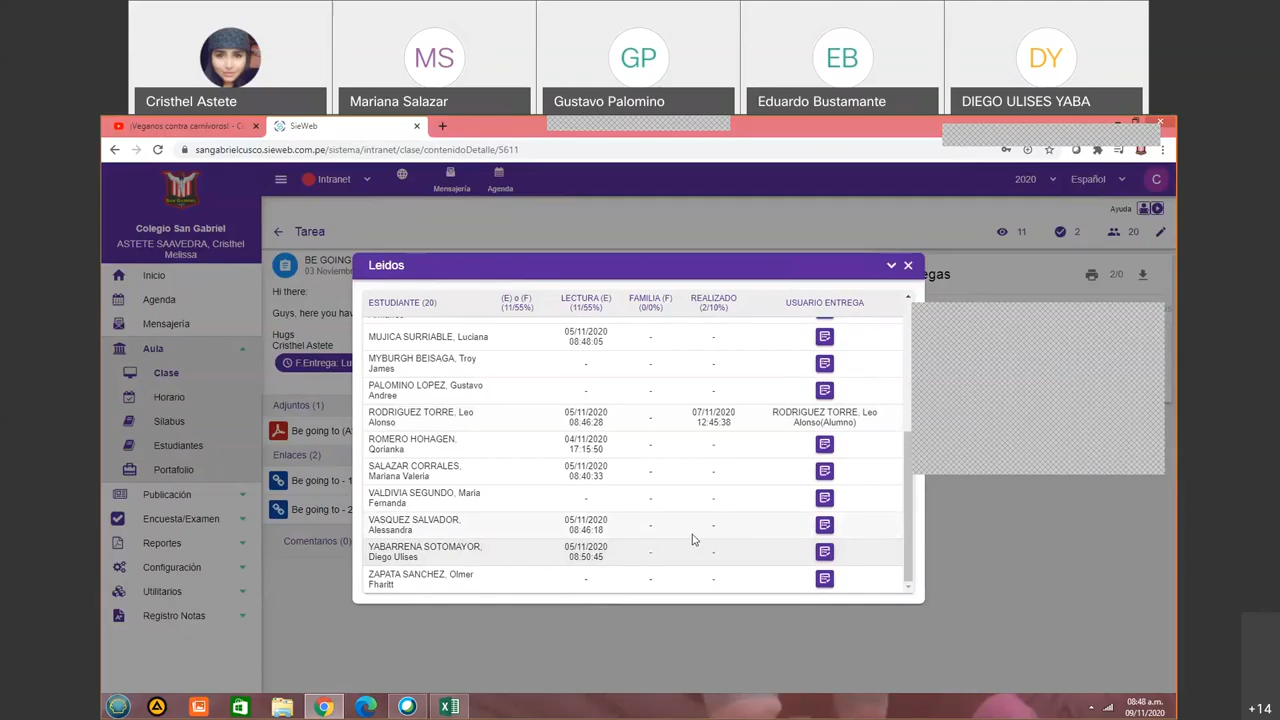 MS
GP
EB
DY
Cristhel Astete
Mariana Salazar
Gustavo Palomino
Eduardo Bustamante
DIEGO ULISES YABA
¡Veganos contra carnívoros! - C
SieWeb
sangabrielcusco.sieweb.com.pe/sistema/intranet/clase/contenidoDetalle/5611
SAN GABRIEL
Colegio San Gabriel
ASTETE SAAVEDRA, Cristhel
Melissa
Inicio
Agenda
Mensajería
Aula
Clase
Horario
Sílabus
Estudiantes
Portafolio
Publicación
Encuesta/Examen
Reportes
Configuración
Utilitarios
Registro Notas
Intranet
Mensajería
Agenda
2020
Español
C
Ayuda
Tarea
11
2
20
BE GOING
03 Noviemb
Hi there:
Guys, here you hav
Hugs
Cristhel Astete
F.Entrega: Lu
Adjuntos (1)
Be going to (A
Enlaces (2)
Be going to - 1
Be going to - 2
Comentarios (0)
egas
2/0
Leidos
ESTUDIANTE (20)
(E) o (F)
(11/55%)
LECTURA (E)
(11/55%)
FAMILIA (F)
(0/0%)
REALIZADO
(2/10%)
USUARIO ENTREGA
MUJICA SURRIABLE, Luciana
05/11/2020
08:48:05
- -
MYBURGH BEISAGA, Troy
James
- - -
PALOMINO LOPEZ, Gustavo
Andree
- - -
RODRIGUEZ TORRE, Leo
Alonso
05/11/2020
08:46:28
-
07/11/2020
12:45:38
RODRIGUEZ TORRE, Leo
Alonso(Alumno)
ROMERO HOHAGEN,
Qorianka
04/11/2020
17:15:50
- -
SALAZAR CORRALES,
Mariana Valeria
05/11/2020
08:40:33
- -
VALDIVIA SEGUNDO, Maria
Fernanda
- - -
VASQUEZ SALVADOR,
Alessandra
05/11/2020
08:46:18
- -
YABARRENA SOTOMAYOR,
Diego Ulises
05/11/2020
08:50:45
- -
ZAPATA SANCHEZ, Olmer
Fharitt
- - -
08:48 a.m.
09/11/2020
+14